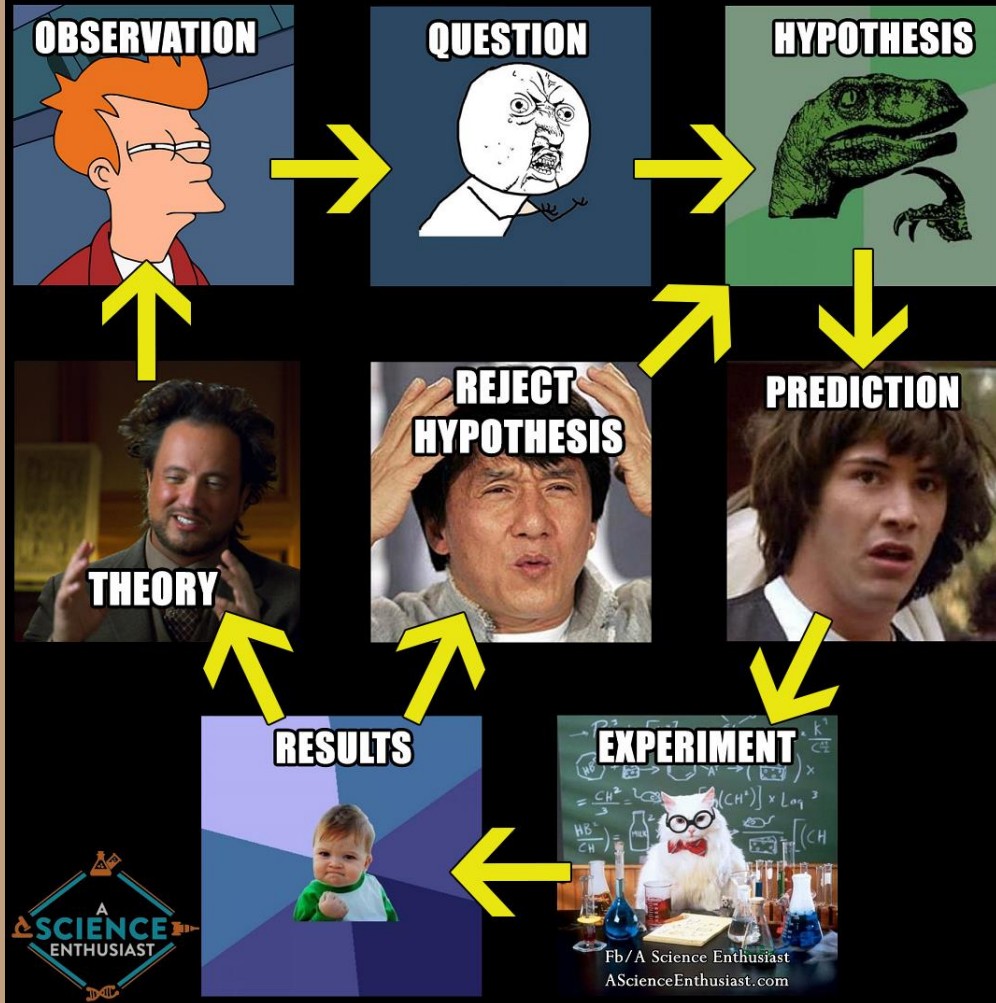 OBSERVATION
QUESTION
HYPOTHESIS
THEORY
REJECT
HYPOTHESIS
PREDICTION
RESULTS
EXPERIMENT
Fb/A Science Enthusiast
AScienceEnthusiast.com
A
SCIENCE
ENTHUSIAST